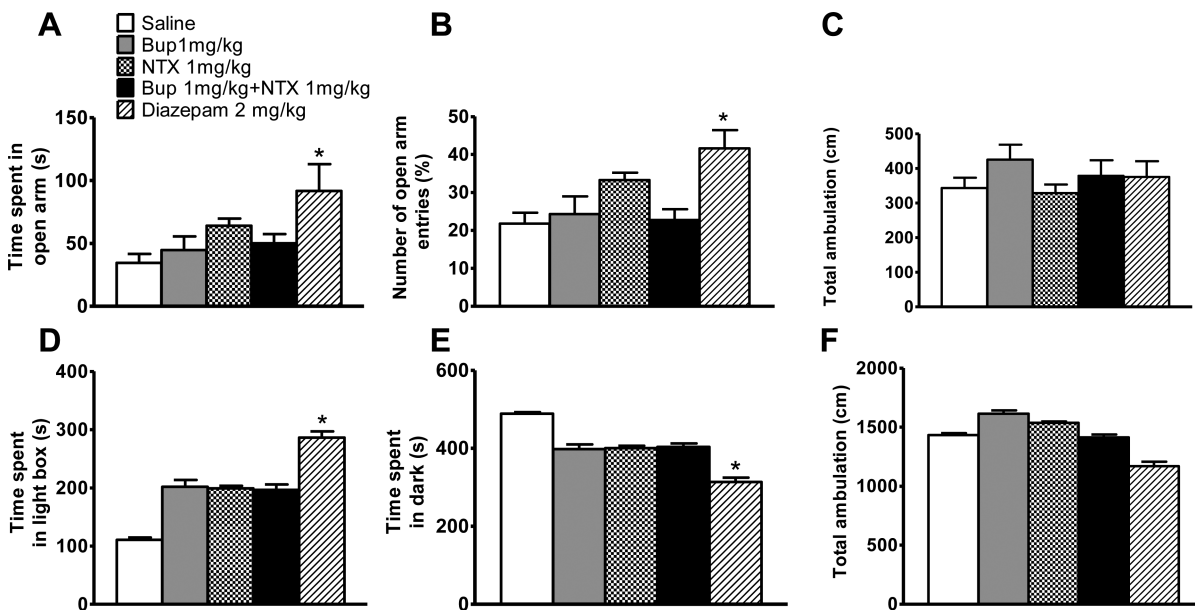 A
Saline
Bup1mg/kg
NTX 1mg/kg
Bup 1mg/kg+NTX 1mg/kg
Diazepam 2 mg/kg
Time spent in
open arm (s)
150
100
50
0
*
B
Number of open arm
entries (%)
50
40
30
20
10
0
*
C
Total ambulation (cm)
500
400
300
200
100
0
D
Time spent
in light box (s)
400
300
200
100
0
*
E
Time spent
in dark (s)
600
400
200
0
*
F
Total ambulation (cm)
2000
1500
1000
500
0